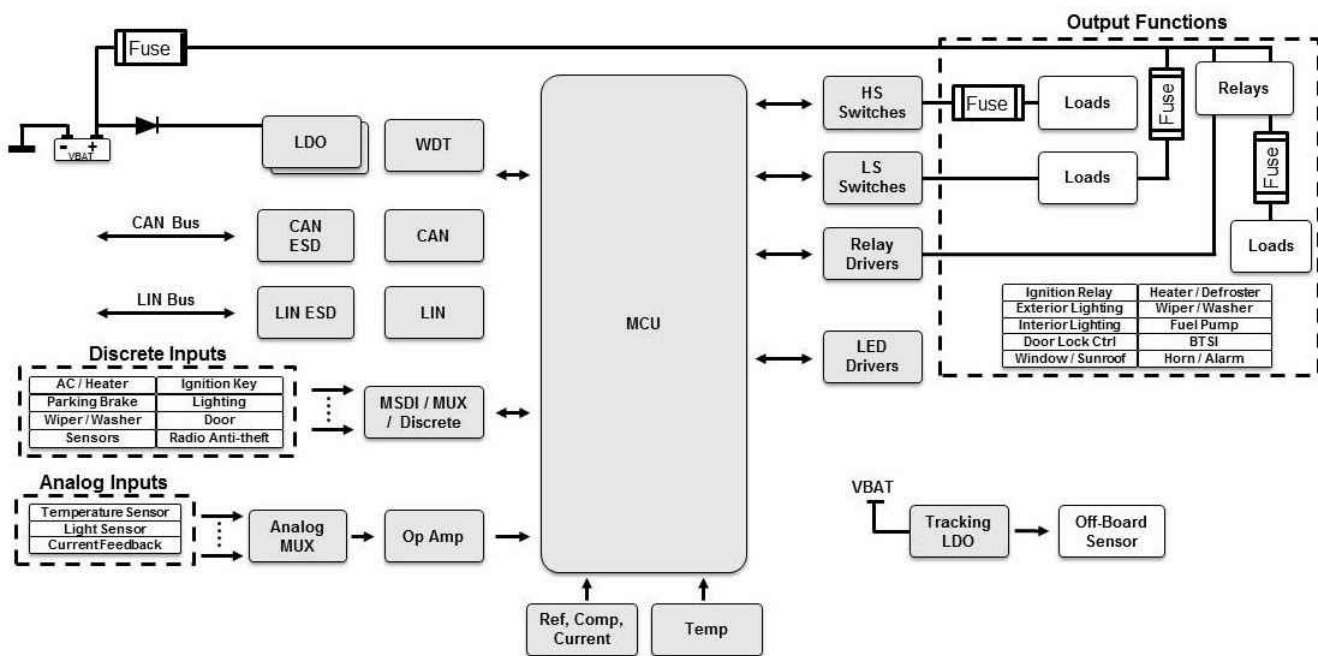 Output Functions
Fuse
HS
Switches
Fuse
Loads
Fuse
Relays
- +
VBAT
LDO
WDT
LS
Switches
Loads
Fuse
CAN Bus
CAN
ESD
CAN
Relay
Drivers
Loads
LIN Bus
LIN ESD
LIN
MCU
Ignition Relay
Heater / Defroster
Exterior Lighting
Wiper / Washer
Interior Lighting
Fuel Pump
Door Lock Ctrl
BTSI
Window / Sunroof
Horn / Alarm
LED
Drivers
Discrete Inputs
AC / Heater
Ignition Key
Parking Brake
Lighting
Wiper / Washer
Door
Sensors
Radio Anti-theft
MSDI / MUX
/ Discrete
Analog Inputs
Temperature Sensor
Light Sensor
Current Feedback
Analog
MUX
Op Amp
VBAT
Tracking
LDO
Off-Board
Sensor
Ref, Comp,
Current
Temp